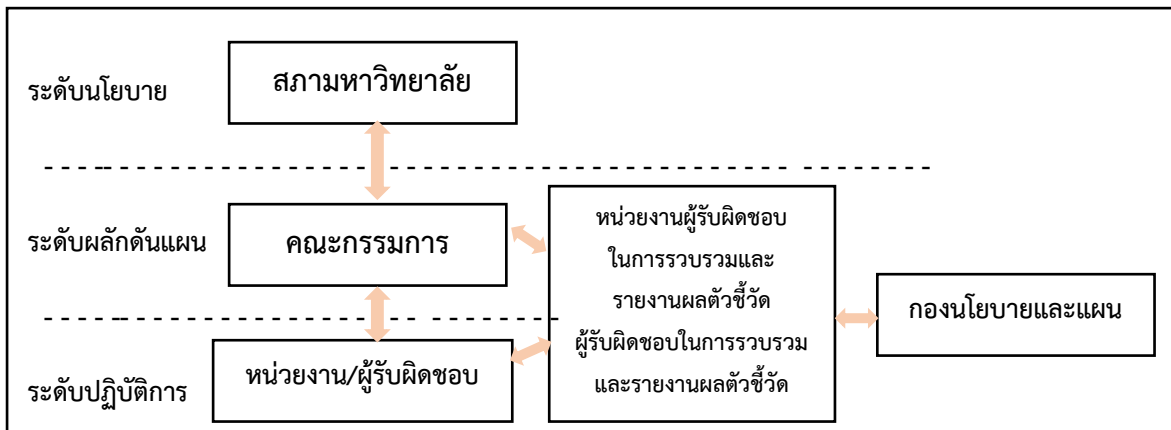 สภามหาวิทยาลัย
ระดับนโยบาย
หน่วยงานผู้รับผิดชอบ
ในการรวบรวมและ
รายงานผลตัวชี้วัด
ผู้รับผิดชอบในการรวบรวม
และรายงานผลตัวชี้วัด
ระดับผลักดันแผน
คณะกรรมการ
กองนโยบายและแผน
หน่วยงาน/ผู้รับผิดชอบ
ระดับปฏิบัติการ